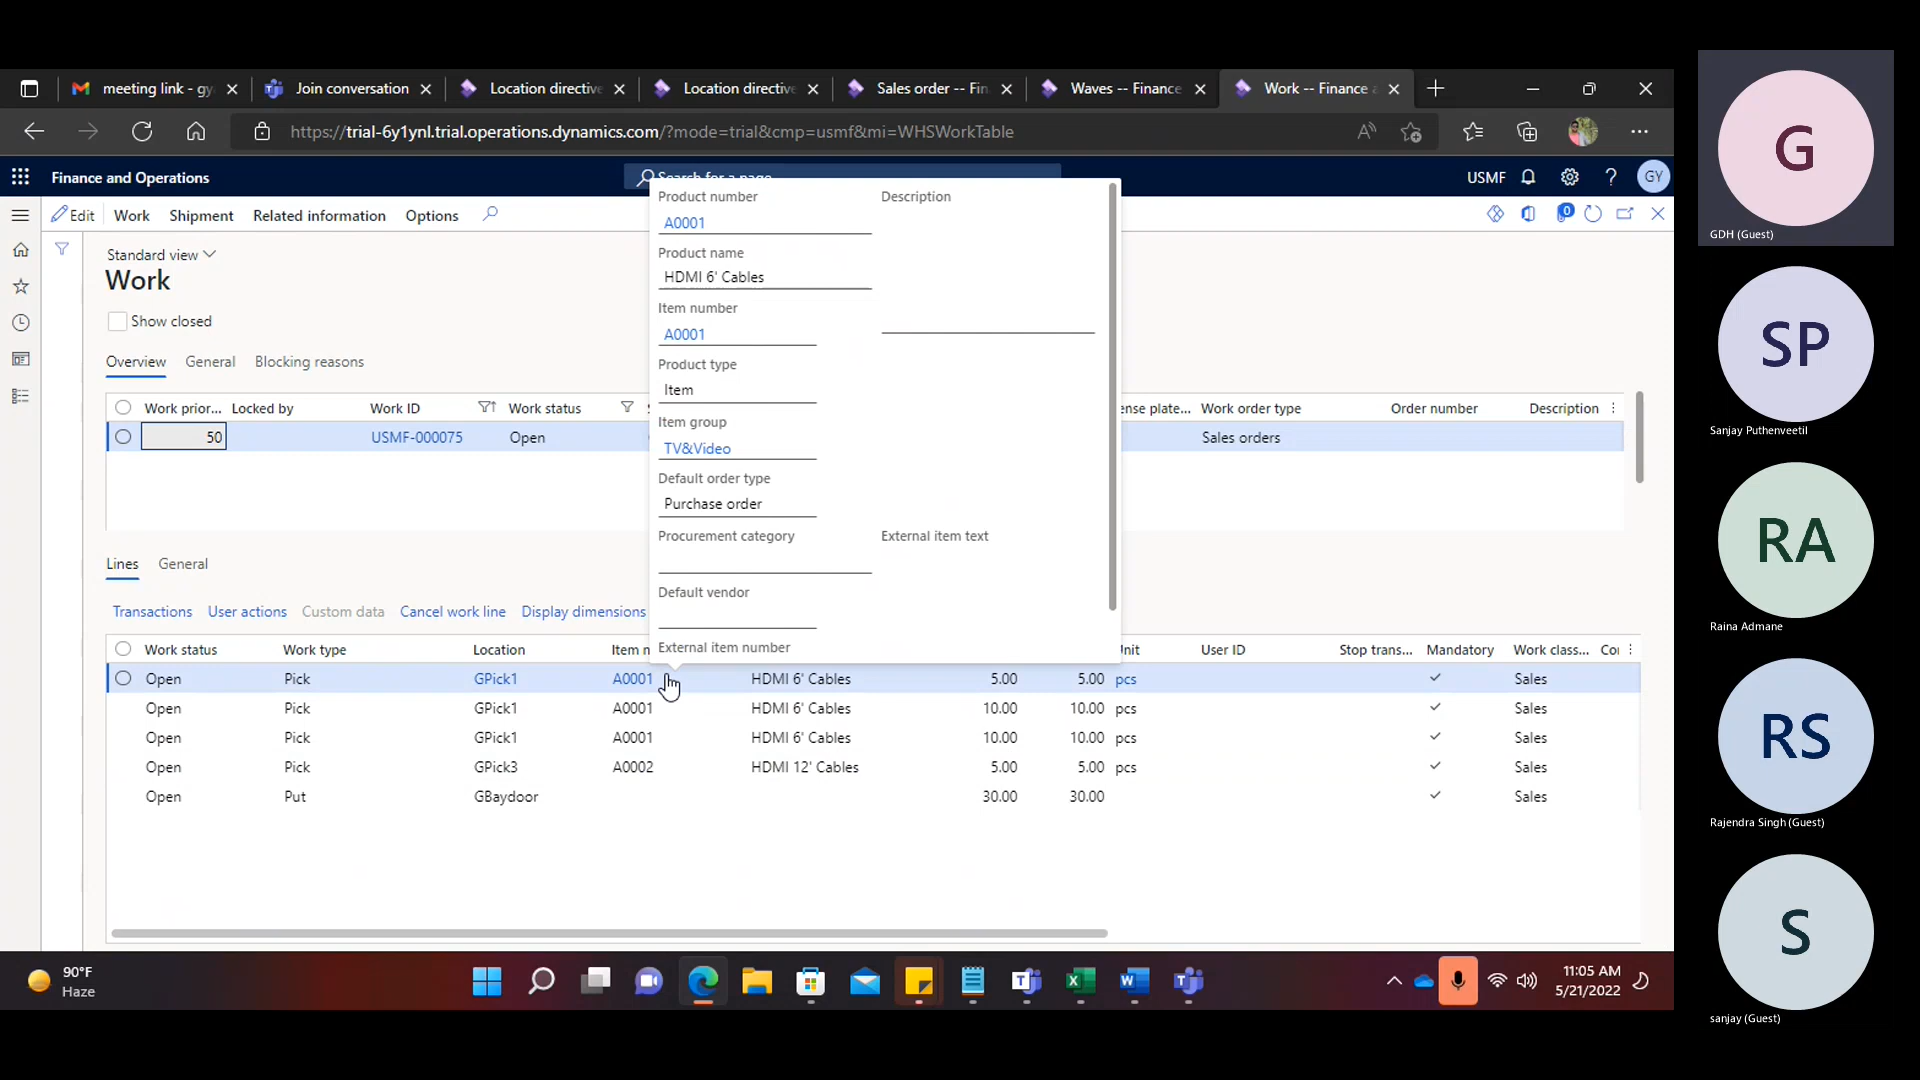 meeting link - gy
Join conversation
Location directive
Location directive
Sales order -- Fin
Waves -- Finance
Work -- Finance a
https://trial-6y1ynl.trial.operations.dynamics.com/?mode=trial&cmp=usmf&mi=WHSWorkTable
Finance and Operations
Search for a page
USMF
GY
Edit
Work
Shipment
Related information
Options
0
Standard view
Work
Show closed
Overview
General
Blocking reasons
Work prior...
Locked by
Work ID
Work status
ense plate...
Work order type
Order number
Description
50
USMF-000075
Open
Sales orders
Product number
A0001
Description
Product name
HDMI 6' Cables
Item number
A0001
Product type
Item
Item group
TV&Video
Default order type
Purchase order
Procurement category
External item text
Default vendor
External item number
Lines
General
Transactions
User actions
Custom data
Cancel work line
Display dimensions
Work status Work type Location Item n Unit User ID Stop trans... Mandatory Work class... Co
Open Pick GPick1 A0001 HDMI 6' Cables 5.00 5.00 pcs Sales
Open Pick GPick1 A0001 HDMI 6' Cables 10.00 10.00 pcs Sales
Open Pick GPick1 A0001 HDMI 6' Cables 10.00 10.00 pcs Sales
Open Pick GPick3 A0002 HDMI 12' Cables 5.00 5.00 pcs Sales
Open Put GBaydoor 30.00 30.00 Sales
90°F
Haze
11:05 AM
5/21/2022
G
GDH (Guest)
SP
Sanjay Puthenveetil
RA
Raina Admane
RS
Rajendra Singh (Guest)
S
sanjay (Guest)